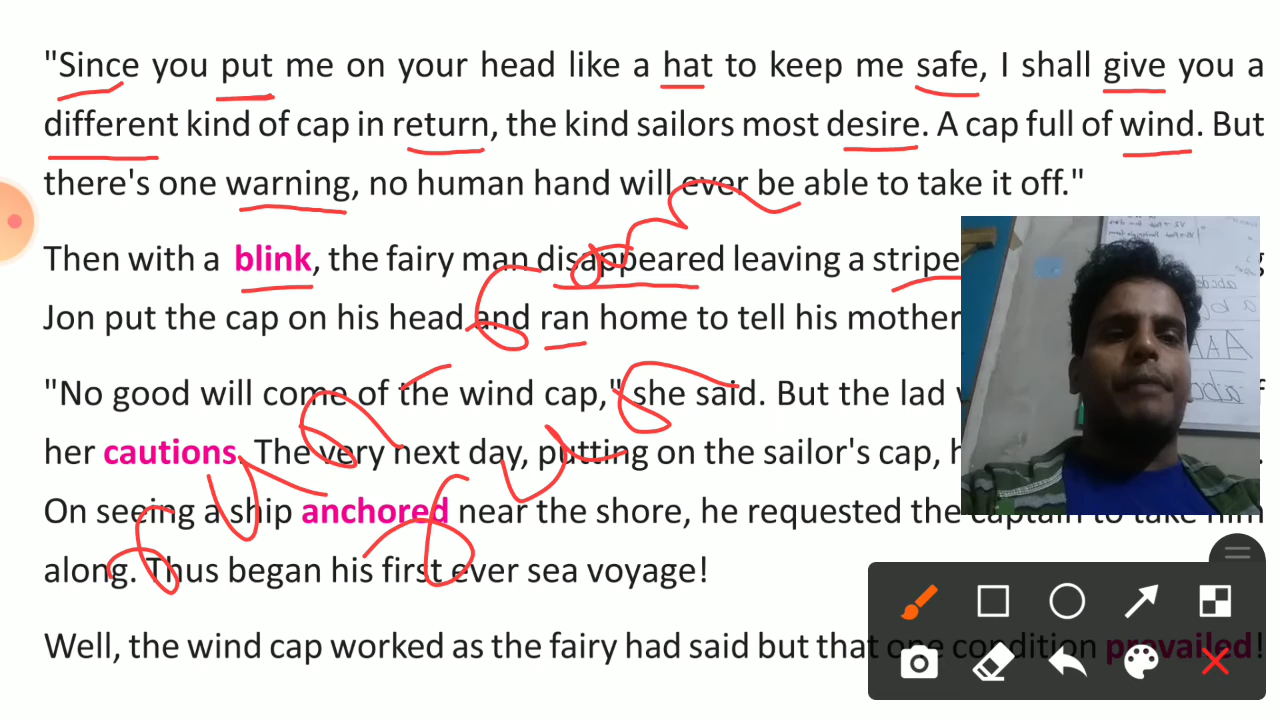 "Since you put me on your head like a hat to keep me safe, I shall give you a
different kind of cap in return, the kind sailors most desire. A cap full of wind. But
there's one warning, no human hand will ever be able to take it off."
Then with a blink, the fairy man disappeared leaving a stripe
Jon put the cap on his head and ran home to tell his mother
"No good will come of the wind cap," she said. But the lad
her cautions. The very next day, putting on the sailor's cap, h
On seeing a ship anchored near the shore, he requested the captain to take him
along. Thus began his first ever sea voyage!
Well, the wind cap worked as the fairy had said but that one condition prevailed!